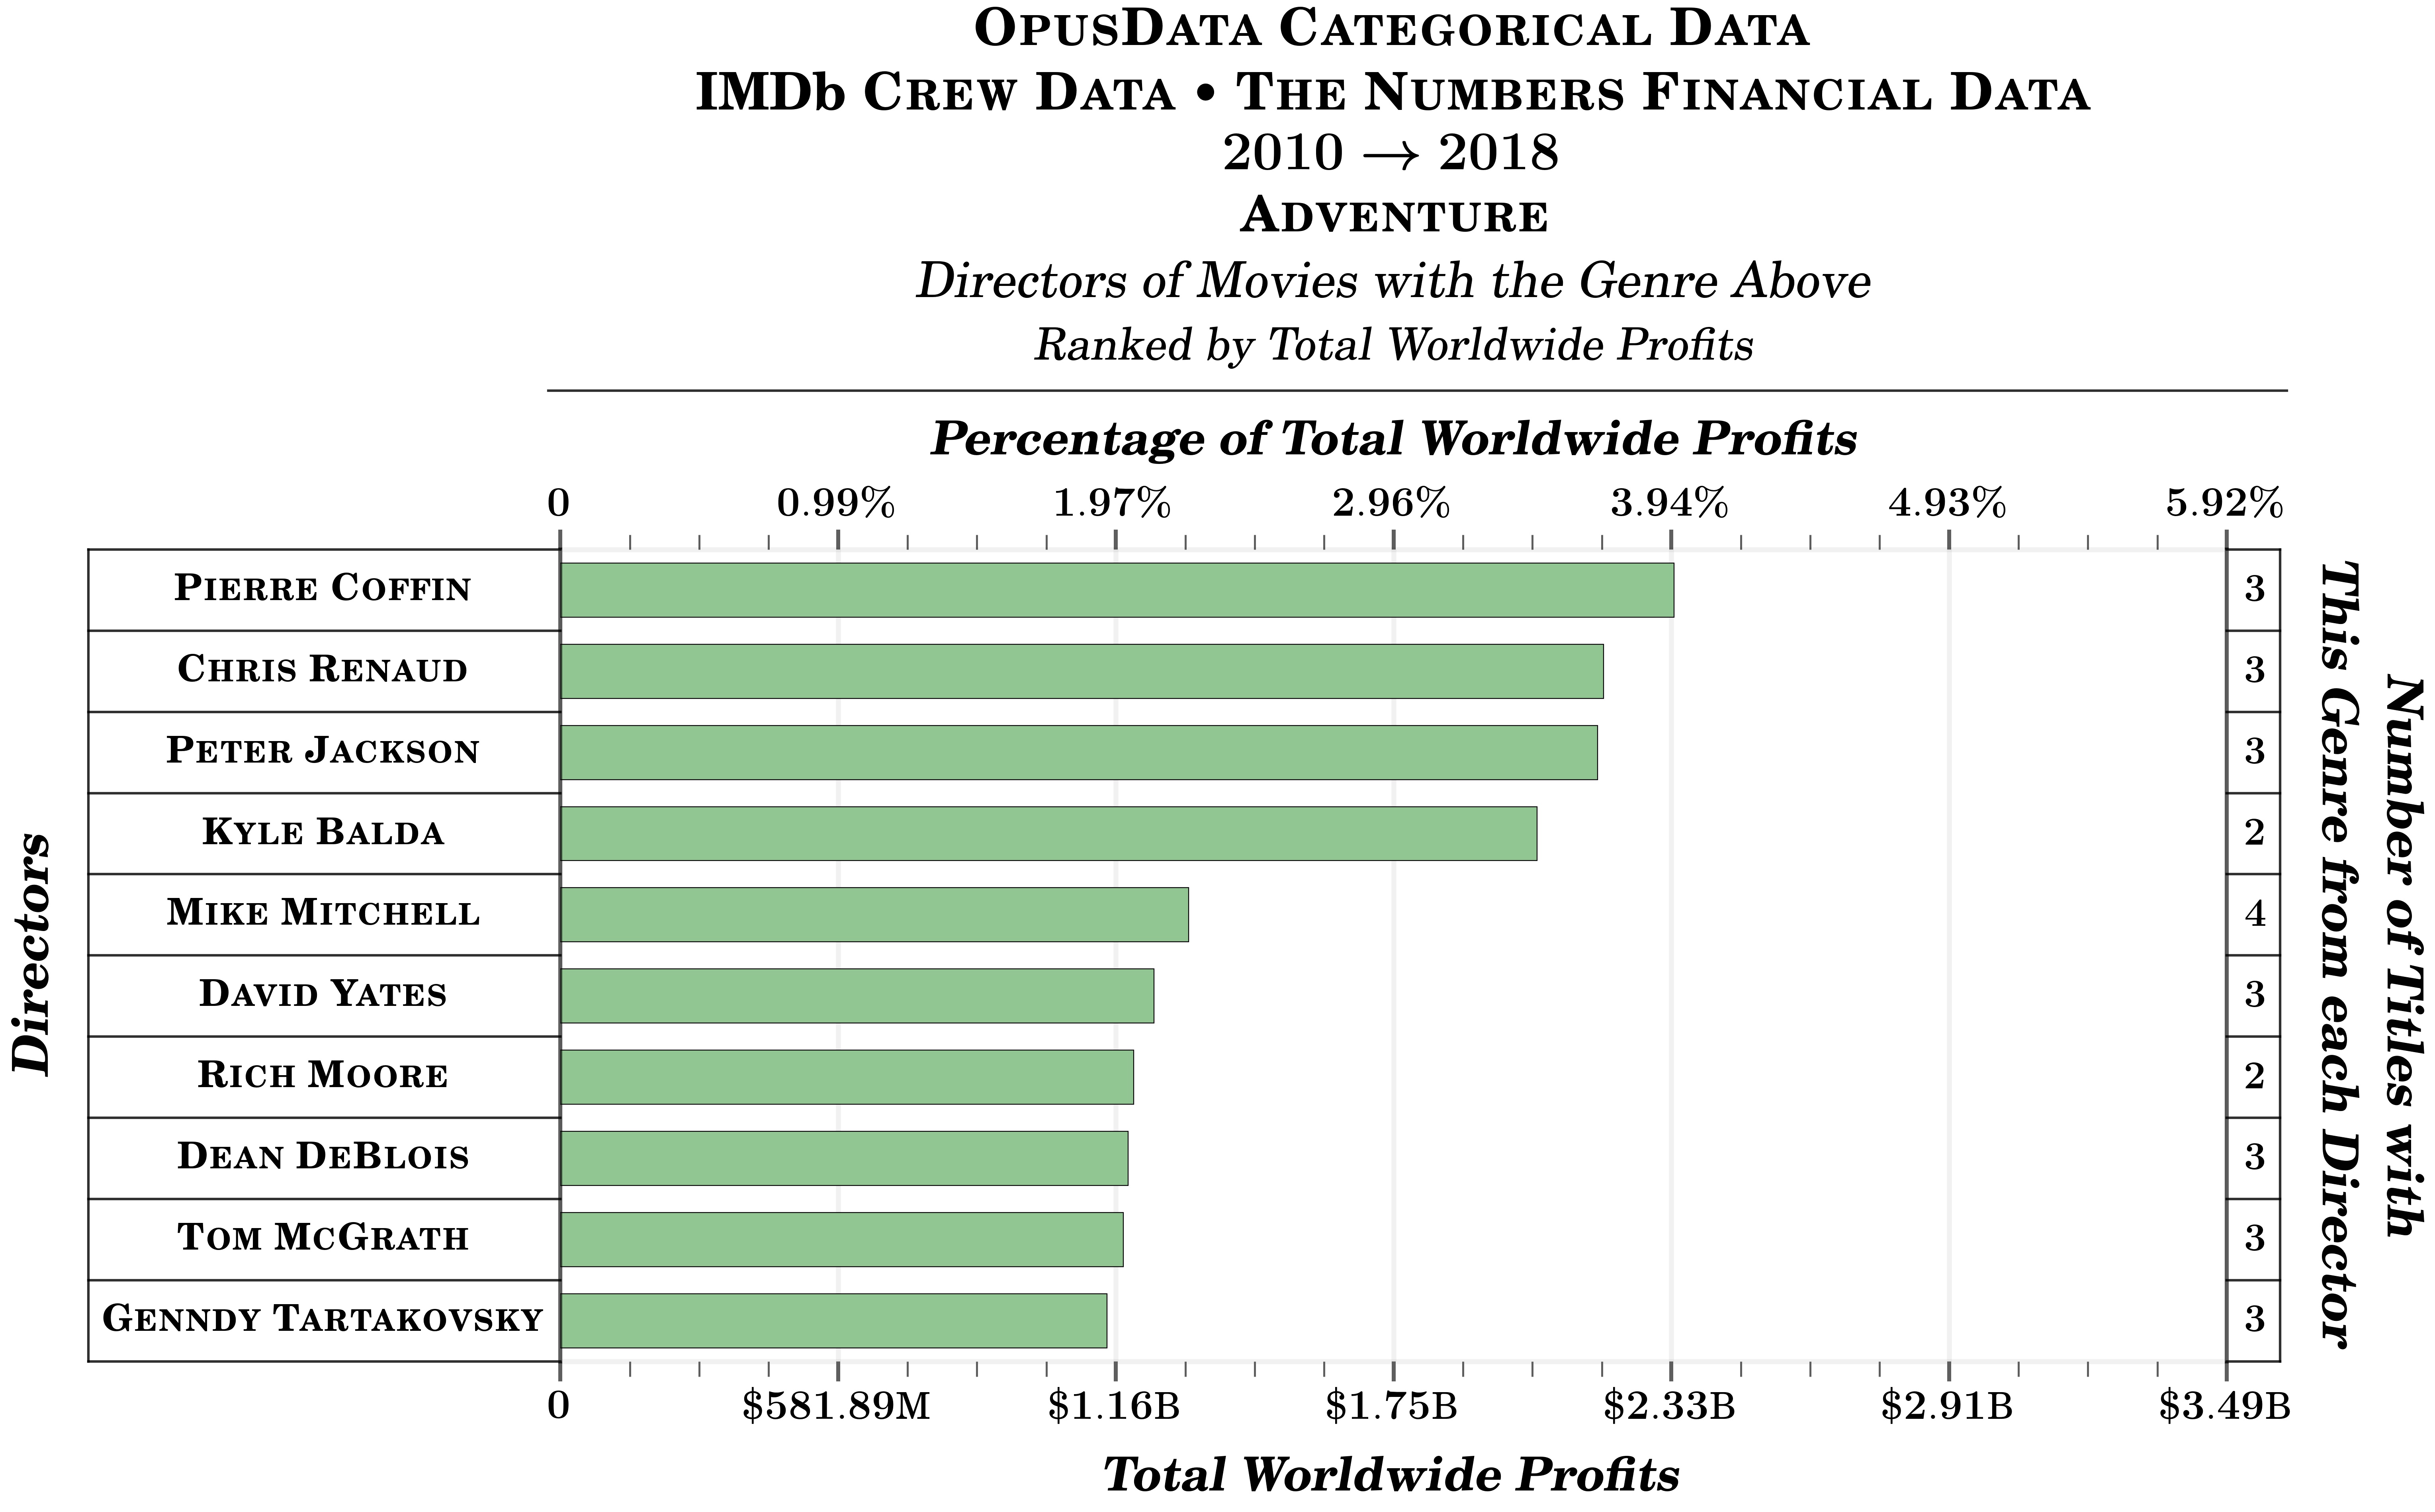 OpusData Categorical Data
IMDb Crew Data • The Numbers Financial Data
2010 → 2018
Adventure
Directors of Movies with the Genre Above
Ranked by Total Worldwide Profits
Percentage of Total Worldwide Profits
0 0.99% 1.97% 2.96% 3.94% 4.93% 5.92%
Directors
Pierre Coffin 3
Chris Renaud 3
Peter Jackson 3
Kyle Balda 2
Mike Mitchell 4
David Yates 3
Rich Moore 2
Dean DeBlois 3
Tom McGrath 3
Genndy Tartakovsky 3
Number of Titles with
This Genre from each Director
0 $581.89M $1.16B $1.75B $2.33B $2.91B $3.49B
Total Worldwide Profits